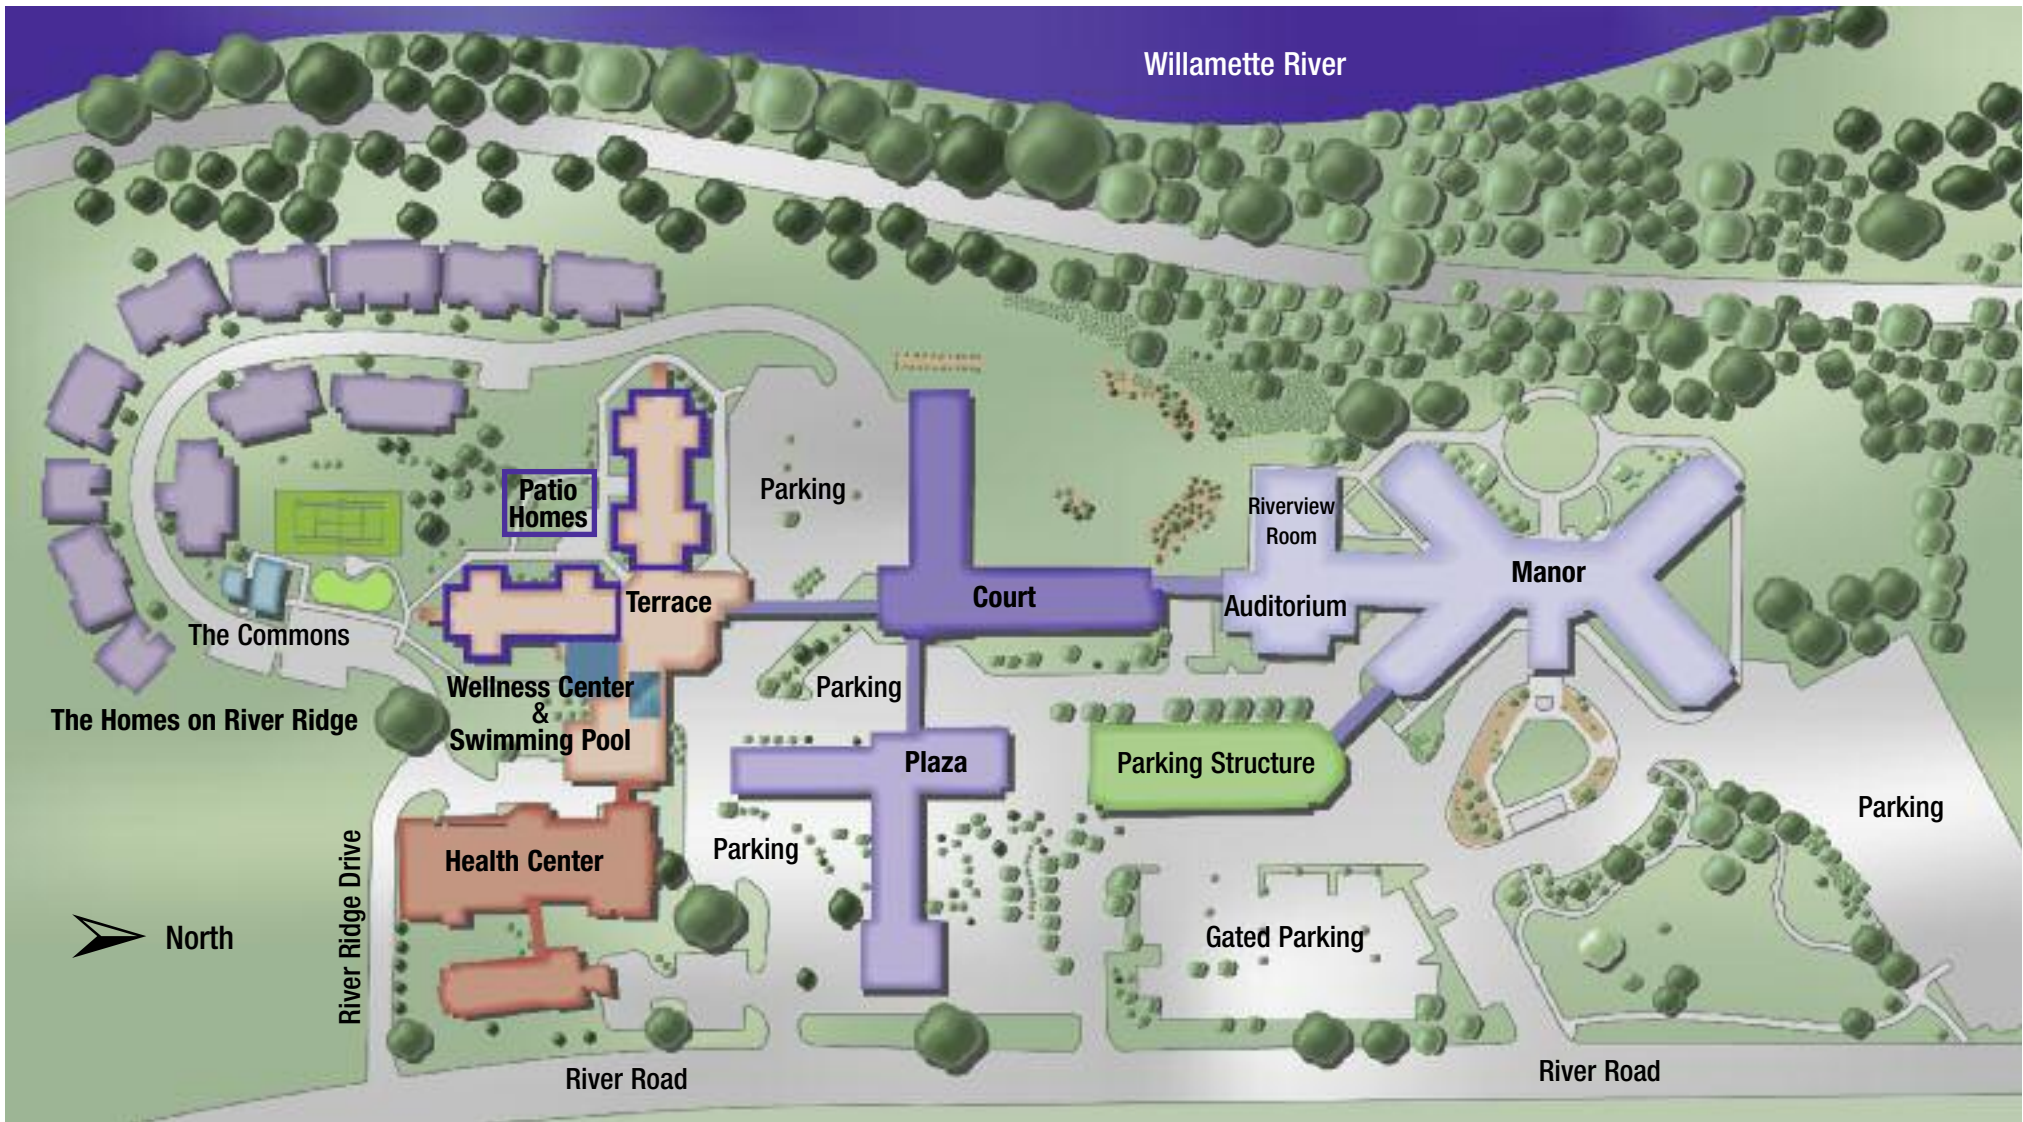 Willamette River
Patio
Homes
Parking
Riverview
Room
Manor
Court
Terrace
Auditorium
The Commons
Wellness Center
&
Swimming Pool
Parking
The Homes on River Ridge
Plaza
Parking Structure
Parking
Parking
Health Center
River Ridge Drive
North
Gated Parking
River Road
River Road